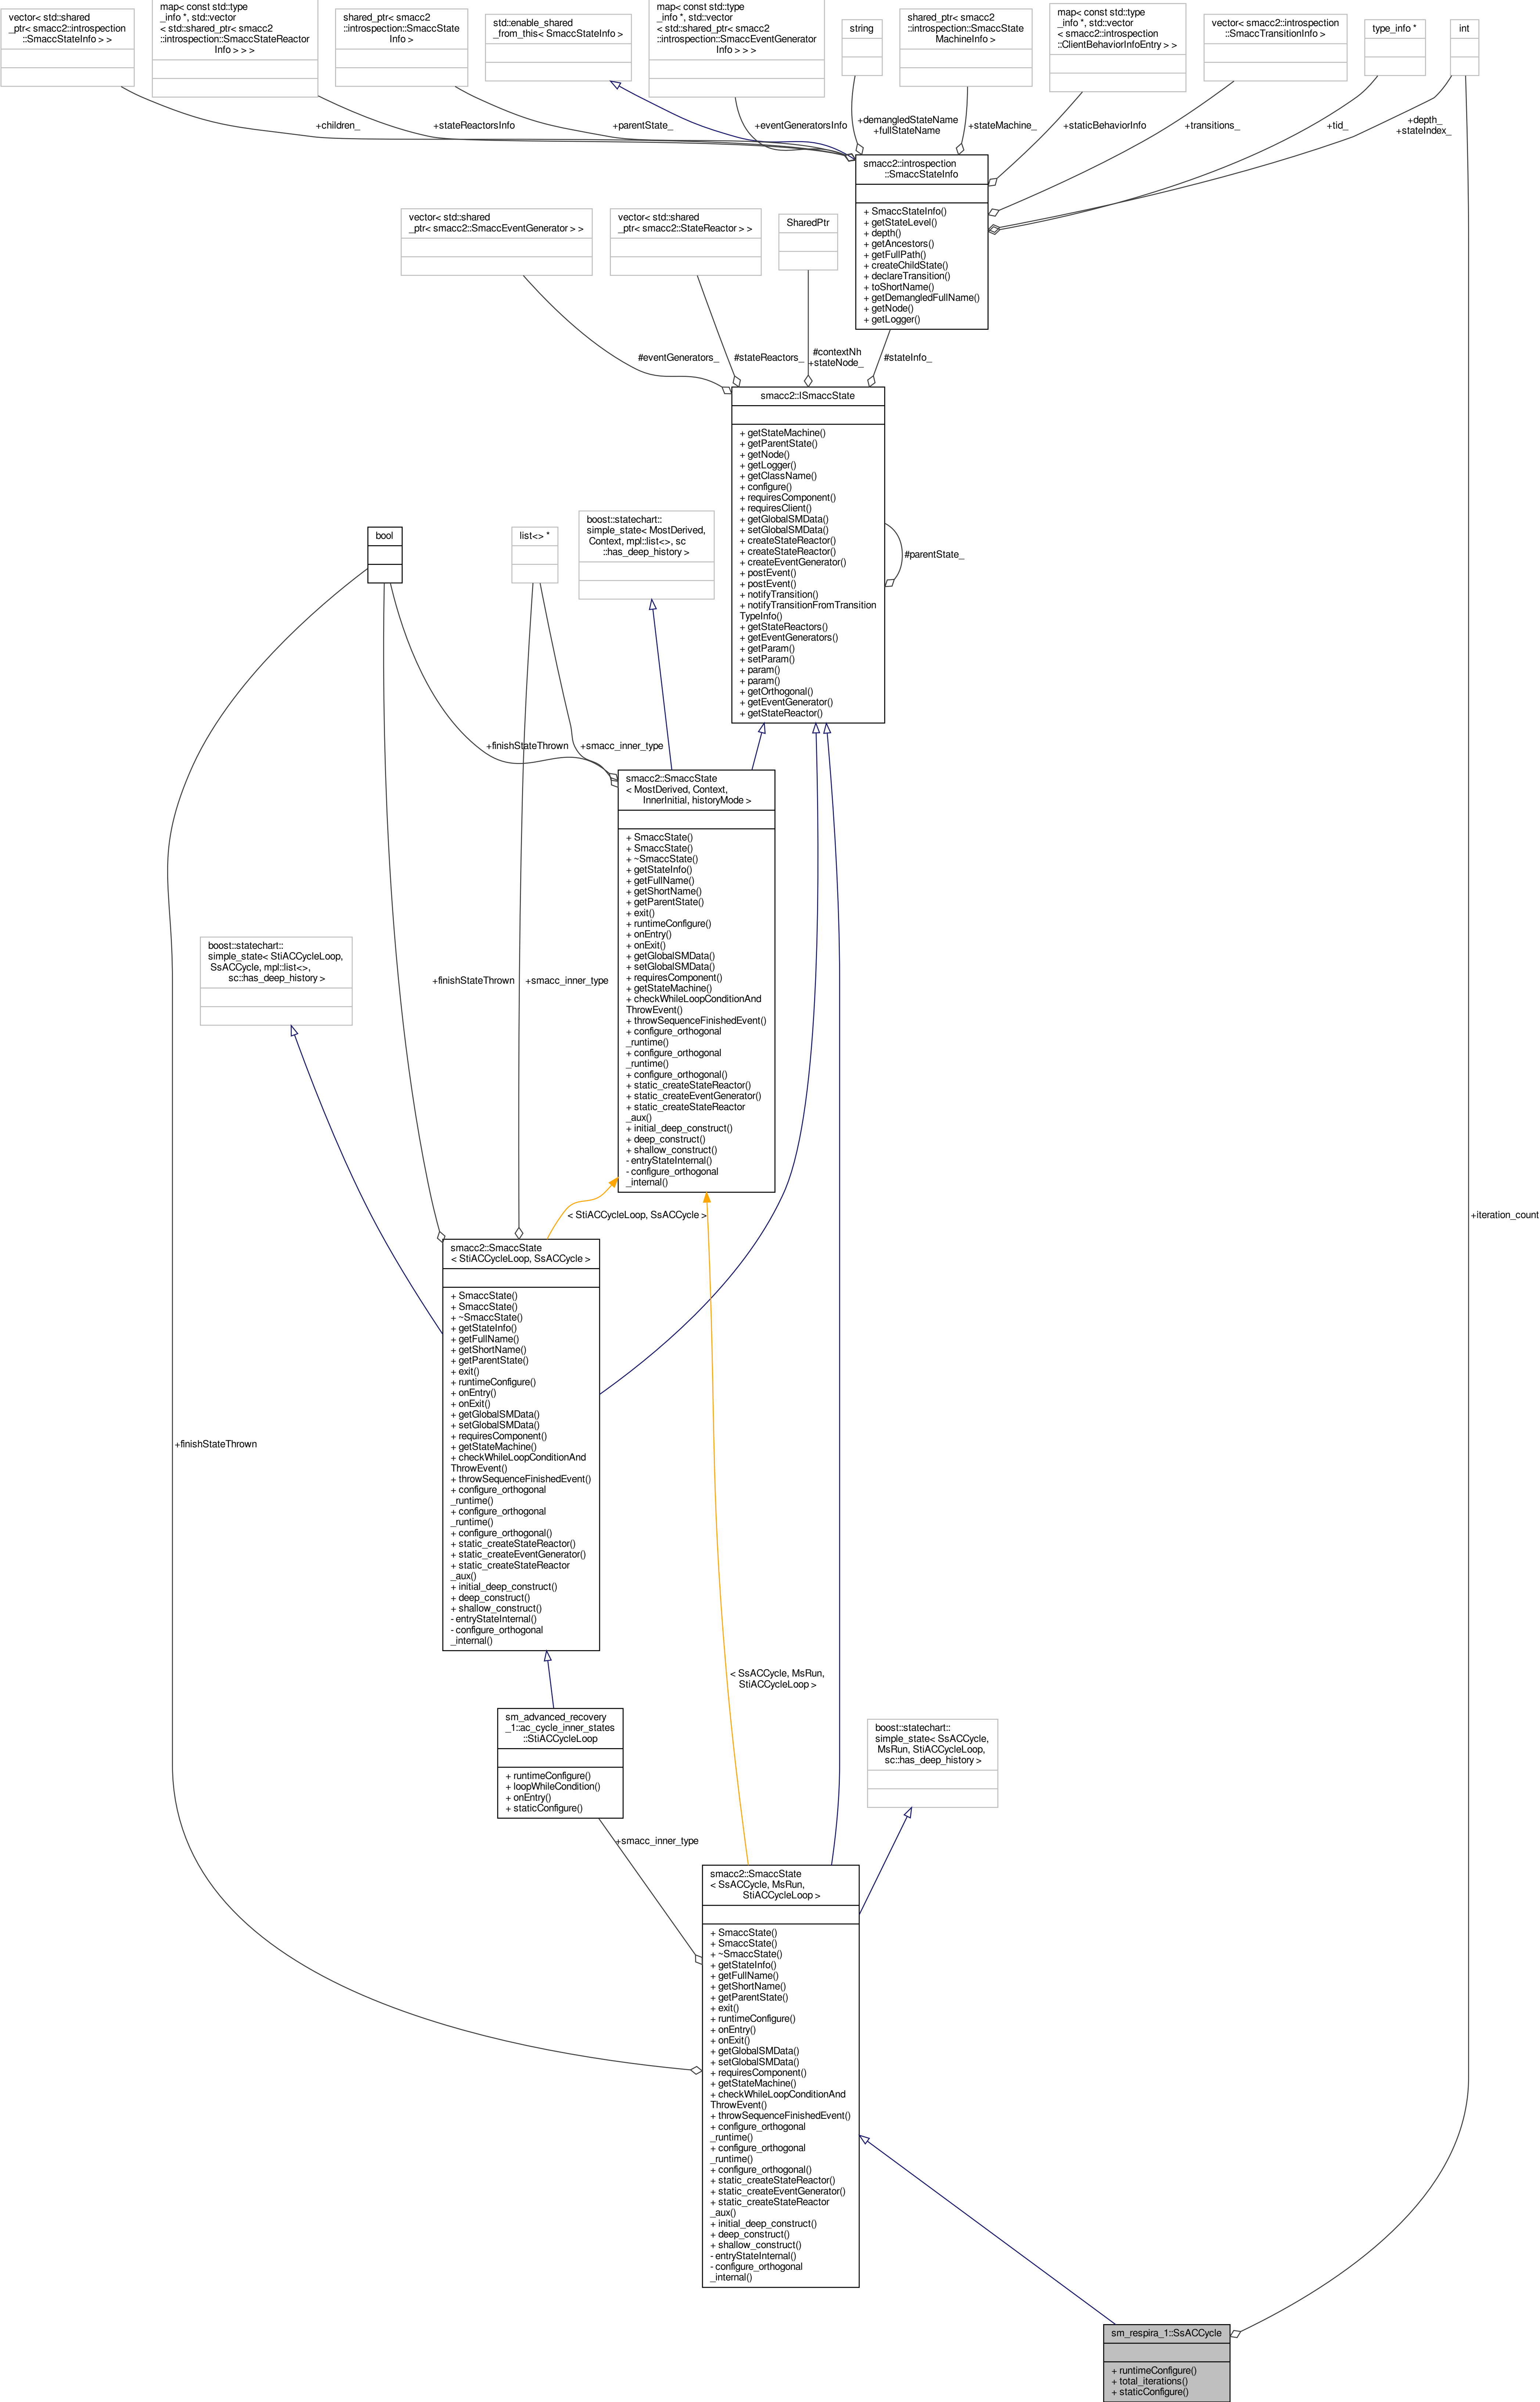 vector< std::shared
_ptr< smacc2::introspection
::SmaccStateInfo > >
map< const std::type
_info *, std::vector
< std::shared_ptr< smacc2
::introspection::SmaccStateReactor
Info > > >
shared_ptr< smacc2
::introspection::SmaccState
Info >
std::enable_shared
_from_this< SmaccStateInfo >
map< const std::type
_info *, std::vector
< std::shared_ptr< smacc2
::introspection::SmaccEventGenerator
Info > > >
string
shared_ptr< smacc2
::introspection::SmaccState
MachineInfo >
map< const std::type
_info *, std::vector
< smacc2::introspection
::ClientBehaviorInfoEntry > >
vector< smacc2::introspection
::SmaccTransitionInfo >
type_info *
int
+children_
+stateReactorsInfo
+parentState_
+eventGeneratorsInfo
+demangledStateName
+fullStateName
+stateMachine_
+staticBehaviorInfo
+transitions_
+tid_
+depth_
+stateIndex_
smacc2::introspection
::SmaccStateInfo
+ SmaccStateInfo()
+ getStateLevel()
+ depth()
+ getAncestors()
+ getFullPath()
+ createChildState()
+ declareTransition()
+ toShortName()
+ getDemangledFullName()
+ getNode()
+ getLogger()
vector< std::shared
_ptr< smacc2::SmaccEventGenerator > >
vector< std::shared
_ptr< smacc2::StateReactor > >
SharedPtr
#eventGenerators_
#stateReactors_
#contextNh
+stateNode_
#stateInfo_
smacc2::ISmaccState
+ getStateMachine()
+ getParentState()
+ getNode()
+ getLogger()
+ getClassName()
+ configure()
+ requiresComponent()
+ requiresClient()
+ getGlobalSMData()
+ setGlobalSMData()
+ createStateReactor()
+ createStateReactor()
+ createEventGenerator()
+ postEvent()
+ postEvent()
+ notifyTransition()
+ notifyTransitionFromTransition
TypeInfo()
+ getStateReactors()
+ getEventGenerators()
+ getParam()
+ setParam()
+ param()
+ param()
+ getOrthogonal()
+ getEventGenerator()
+ getStateReactor()
#parentState_
bool
list<> *
boost::statechart::
simple_state< MostDerived,
Context, mpl::list<>, sc
::has_deep_history >
+finishStateThrown
+smacc_inner_type
smacc2::SmaccState
< MostDerived, Context,
InnerInitial, historyMode >
+ SmaccState()
+ SmaccState()
+ ~SmaccState()
+ getStateInfo()
+ getFullName()
+ getShortName()
+ getParentState()
+ exit()
+ runtimeConfigure()
+ onEntry()
+ onExit()
+ getGlobalSMData()
+ setGlobalSMData()
+ requiresComponent()
+ getStateMachine()
+ checkWhileLoopConditionAnd
ThrowEvent()
+ throwSequenceFinishedEvent()
+ configure_orthogonal
_runtime()
+ configure_orthogonal
_runtime()
+ configure_orthogonal()
+ static_createStateReactor()
+ static_createEventGenerator()
+ static_createStateReactor
_aux()
+ initial_deep_construct()
+ deep_construct()
+ shallow_construct()
- entryStateInternal()
- configure_orthogonal
_internal()
boost::statechart::
simple_state< StiACCycleLoop,
SsACCycle, mpl::list<>,
sc::has_deep_history >
+finishStateThrown
+smacc_inner_type
< StiACCycleLoop, SsACCycle >
+iteration_count
smacc2::SmaccState
< StiACCycleLoop, SsACCycle >
+ SmaccState()
+ SmaccState()
+ ~SmaccState()
+ getStateInfo()
+ getFullName()
+ getShortName()
+ getParentState()
+ exit()
+ runtimeConfigure()
+ onEntry()
+ onExit()
+ getGlobalSMData()
+ setGlobalSMData()
+ requiresComponent()
+ getStateMachine()
+ checkWhileLoopConditionAnd
ThrowEvent()
+ throwSequenceFinishedEvent()
+ configure_orthogonal
_runtime()
+ configure_orthogonal
_runtime()
+ configure_orthogonal()
+ static_createStateReactor()
+ static_createEventGenerator()
+ static_createStateReactor
_aux()
+ initial_deep_construct()
+ deep_construct()
+ shallow_construct()
- entryStateInternal()
- configure_orthogonal
_internal()
+finishStateThrown
< SsACCycle, MsRun,
StiACCycleLoop >
sm_advanced_recovery
_1::ac_cycle_inner_states
::StiACCycleLoop
+ runtimeConfigure()
+ loopWhileCondition()
+ onEntry()
+ staticConfigure()
boost::statechart::
simple_state< SsACCycle,
MsRun, StiACCycleLoop,
sc::has_deep_history >
+smacc_inner_type
smacc2::SmaccState
< SsACCycle, MsRun,
StiACCycleLoop >
+ SmaccState()
+ SmaccState()
+ ~SmaccState()
+ getStateInfo()
+ getFullName()
+ getShortName()
+ getParentState()
+ exit()
+ runtimeConfigure()
+ onEntry()
+ onExit()
+ getGlobalSMData()
+ setGlobalSMData()
+ requiresComponent()
+ getStateMachine()
+ checkWhileLoopConditionAnd
ThrowEvent()
+ throwSequenceFinishedEvent()
+ configure_orthogonal
_runtime()
+ configure_orthogonal
_runtime()
+ configure_orthogonal()
+ static_createStateReactor()
+ static_createEventGenerator()
+ static_createStateReactor
_aux()
+ initial_deep_construct()
+ deep_construct()
+ shallow_construct()
- entryStateInternal()
- configure_orthogonal
_internal()
sm_respira_1::SsACCycle
+ runtimeConfigure()
+ total_iterations()
+ staticConfigure()